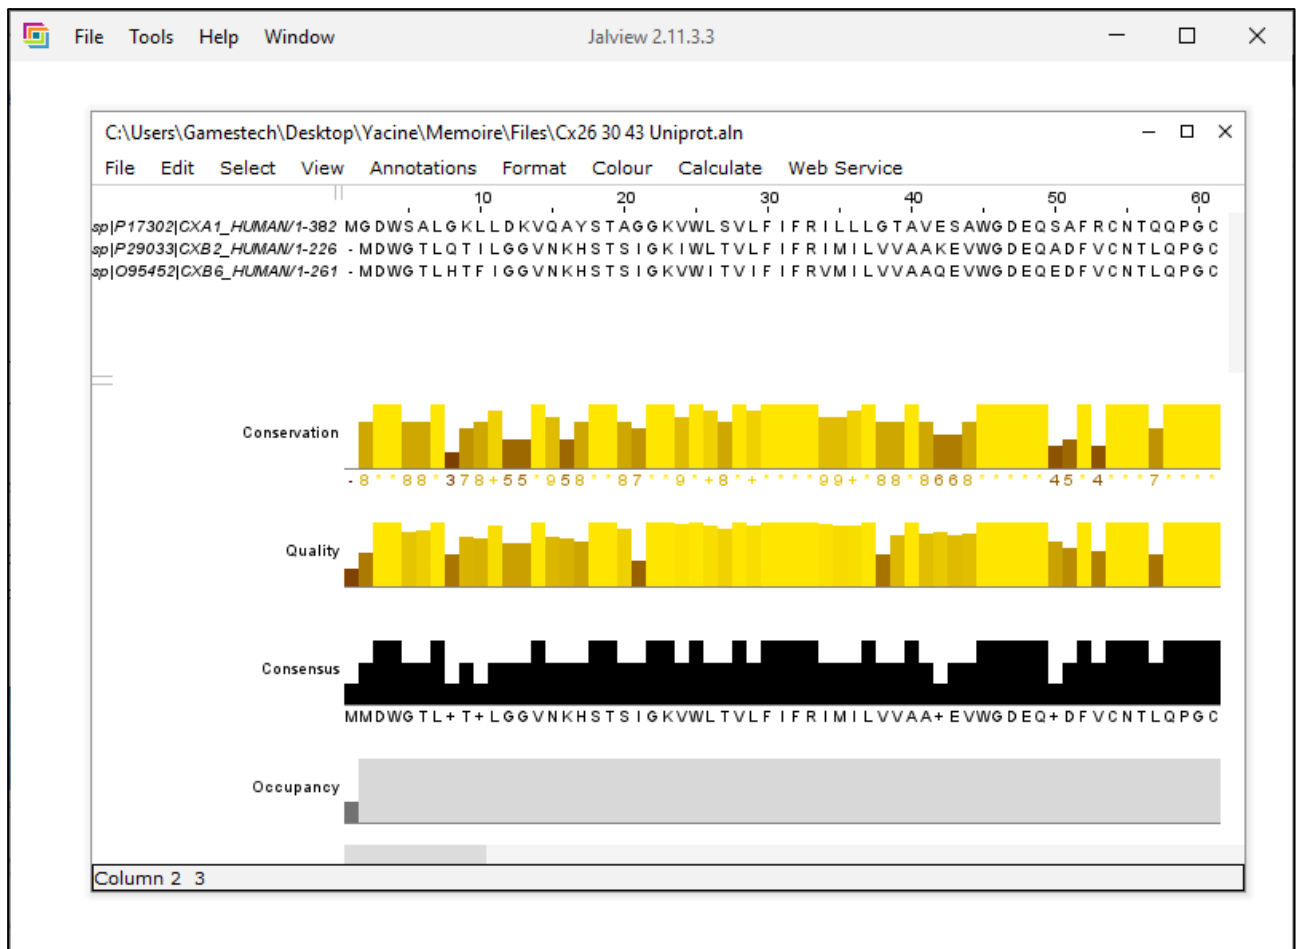 File Tools Help Window Jalview 2.11.3.3
C:\Users\Gamestech\Desktop\Yacine\Memoire\Files\Cx26 30 43 Uniprot.aln
File Edit Select View Annotations Format Colour Calculate Web Service
10 20 30 40 50 60
sp|P17302|CXA1_HUMAN/1-382 MGDWSALGKLLDKVQAYSTAGGKVWLSVLFIFRILLLGTAVESAWGDEQSAFRCNTQQPGC
sp|P29033|CXB2_HUMAN/1-226 -MDWGTLQTILGGVNKHSTSIGKIWLTVLFIFRIMILVVAAKEVWGDEQADFVCNTLQPGC
sp|O95452|CXB6_HUMAN/1-261 -MDWGTLHTFIGGVNKHSTSIGKVWITVIFIFRVMILVVAAQEVWGDEQEDFVCNTLQPGC
Conservation
-8**88*378+55*958**87**9*+8*+****99+*88*8668*****45*4***7****
Quality
Consensus
MMDWGTL+T+LGGVNKHSTSIGKVWLTVLFIFRIMILVVAA+EVWGDEQ+DFVCNTLQPGC
Occupancy
Column 2 3